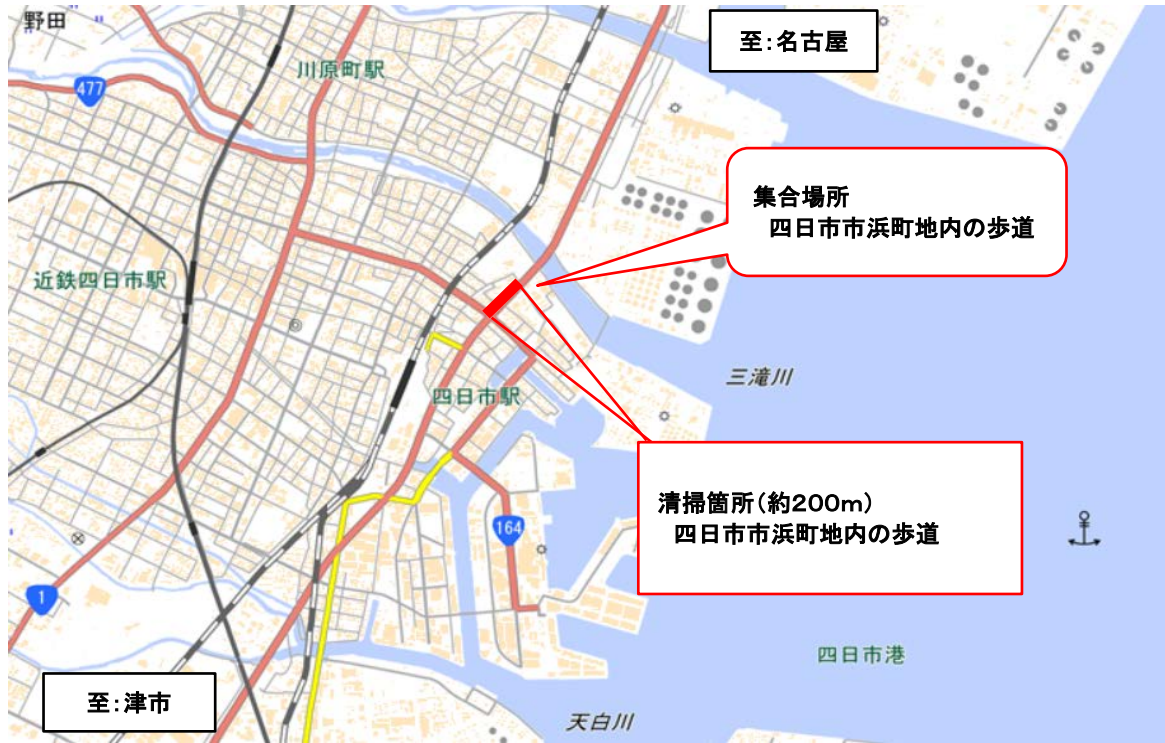 野田
至：名古屋
川原町駅
477
集合場所
四日市市浜町地内の歩道
近鉄四日市駅
三滝川
四日市駅
清掃箇所（約200ｍ）
四日市市浜町地内の歩道
164
1
四日市港
至：津市
天白川